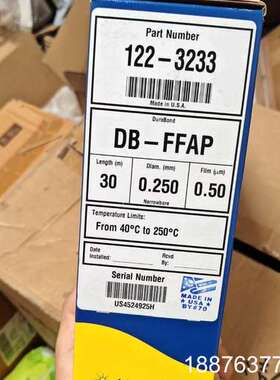 Part Number
122-3233
Made in U.S.A.
DuraBond
DB-FFAP
Length (m) Diam. (mm) Film (µm)
30 0.250 0.50
Narrowbore
Temperature Limits:
From 40°C to 250°C
Date Installed: Rcvd By:
Serial Number
US4524925H
MADE IN
USA
18876377